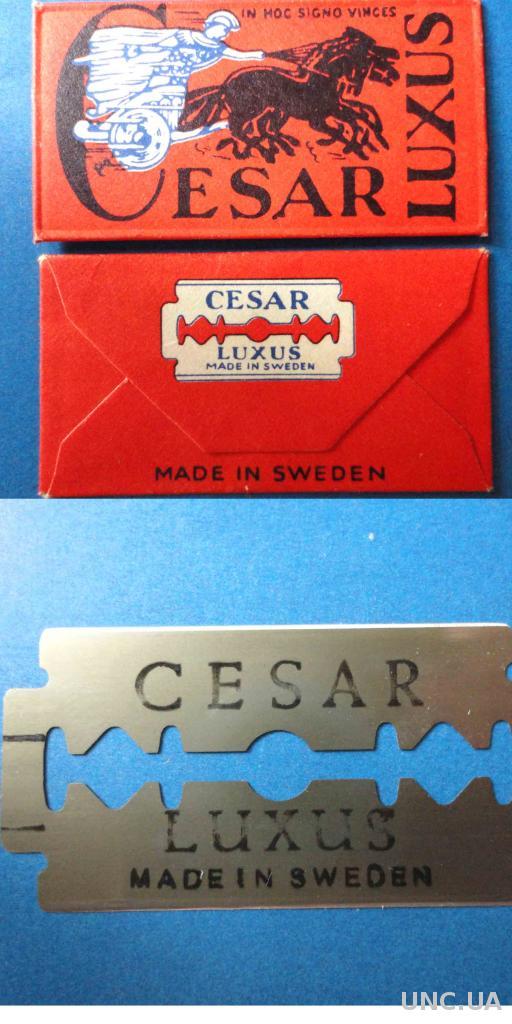 IN HOC SIGNO VINCES
CESAR
LUXUS
CESAR
LUXUS
MADE IN SWEDEN
MADE IN SWEDEN
CESAR
LUXUS
MADE IN SWEDEN
UNC.UA